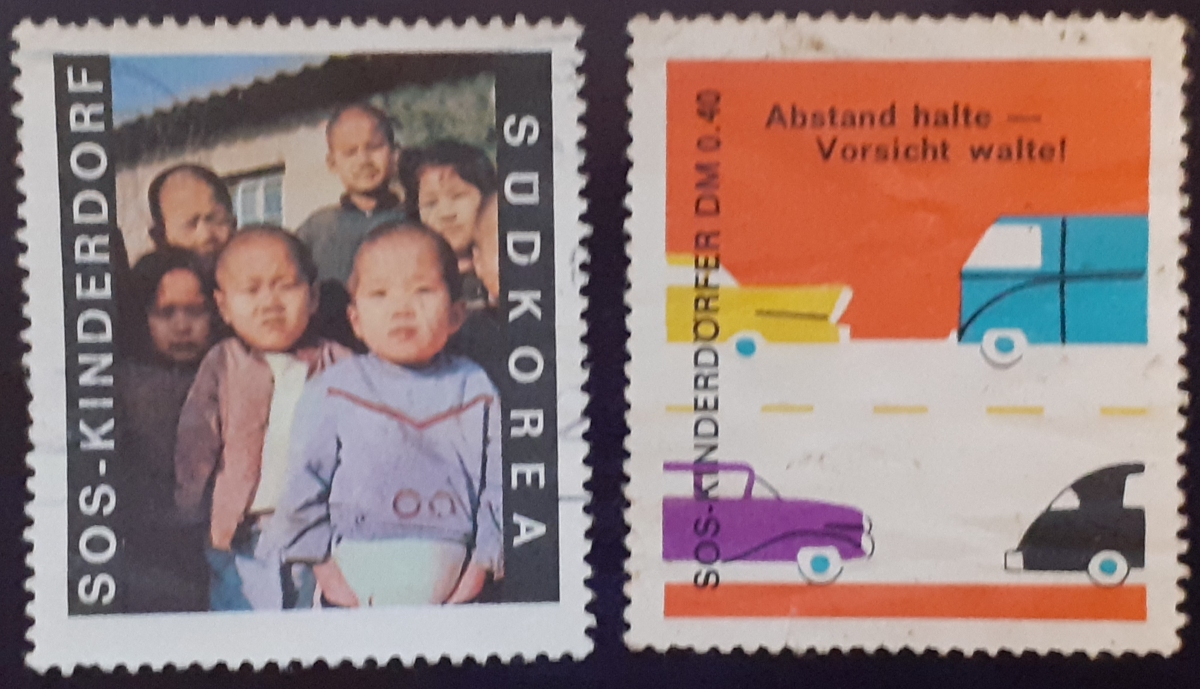 SOS-KINDERDORF
SÜDKOREA
SOS-KINDERDÖRFER DM 0.40
Abstand halte —
Vorsicht walte!